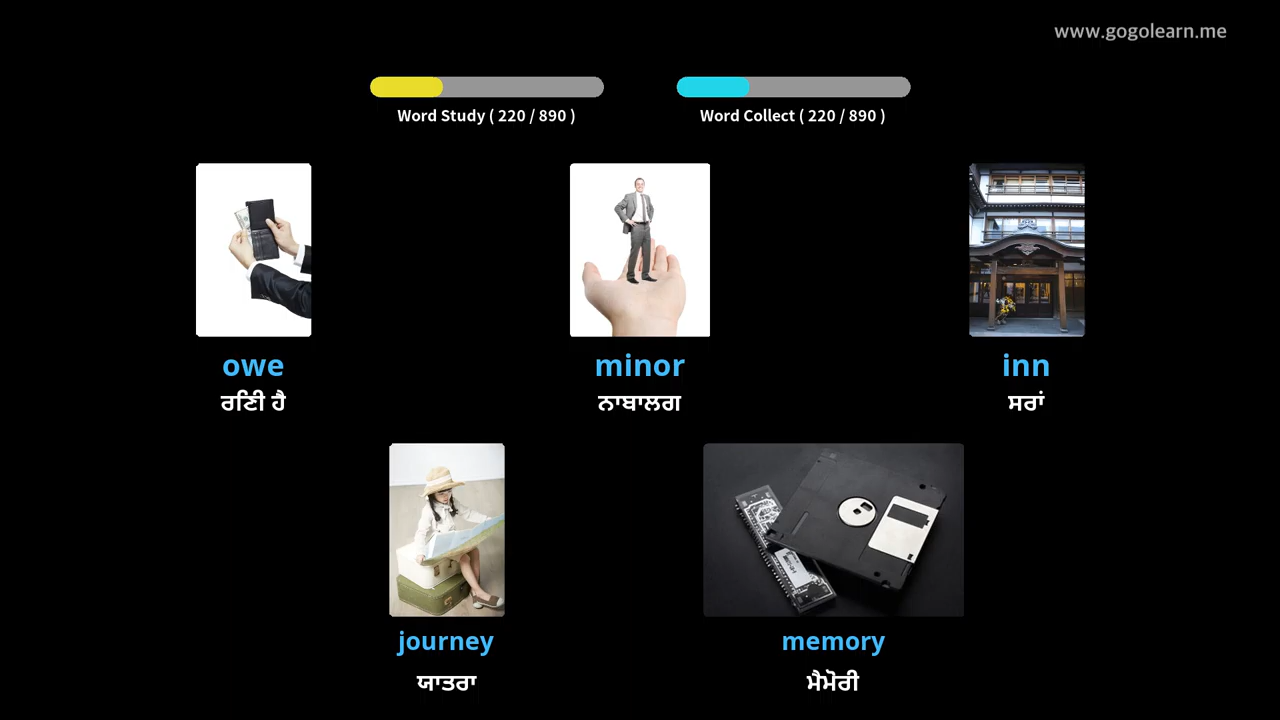 www.gogolearn.me
Word Study ( 220 / 890 )
Word Collect ( 220 / 890 )
owe
ਰਣਿੀ ਹੈ
minor
ਨਾਬਾਲਗ
inn
ਸਰਾਂ
journey
ਯਾਤਰਾ
memory
ਮੈਮੋਰੀ